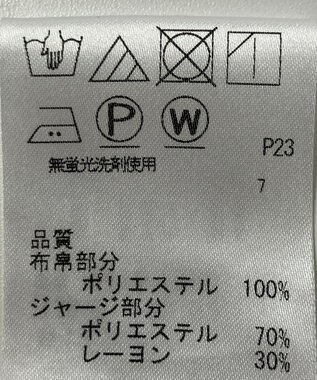 P W
P23
無蛍光洗剤使用
7
品質
布帛部分
ポリエステル 100%
ジャージ部分
ポリエステル 70%
レーヨン 30%